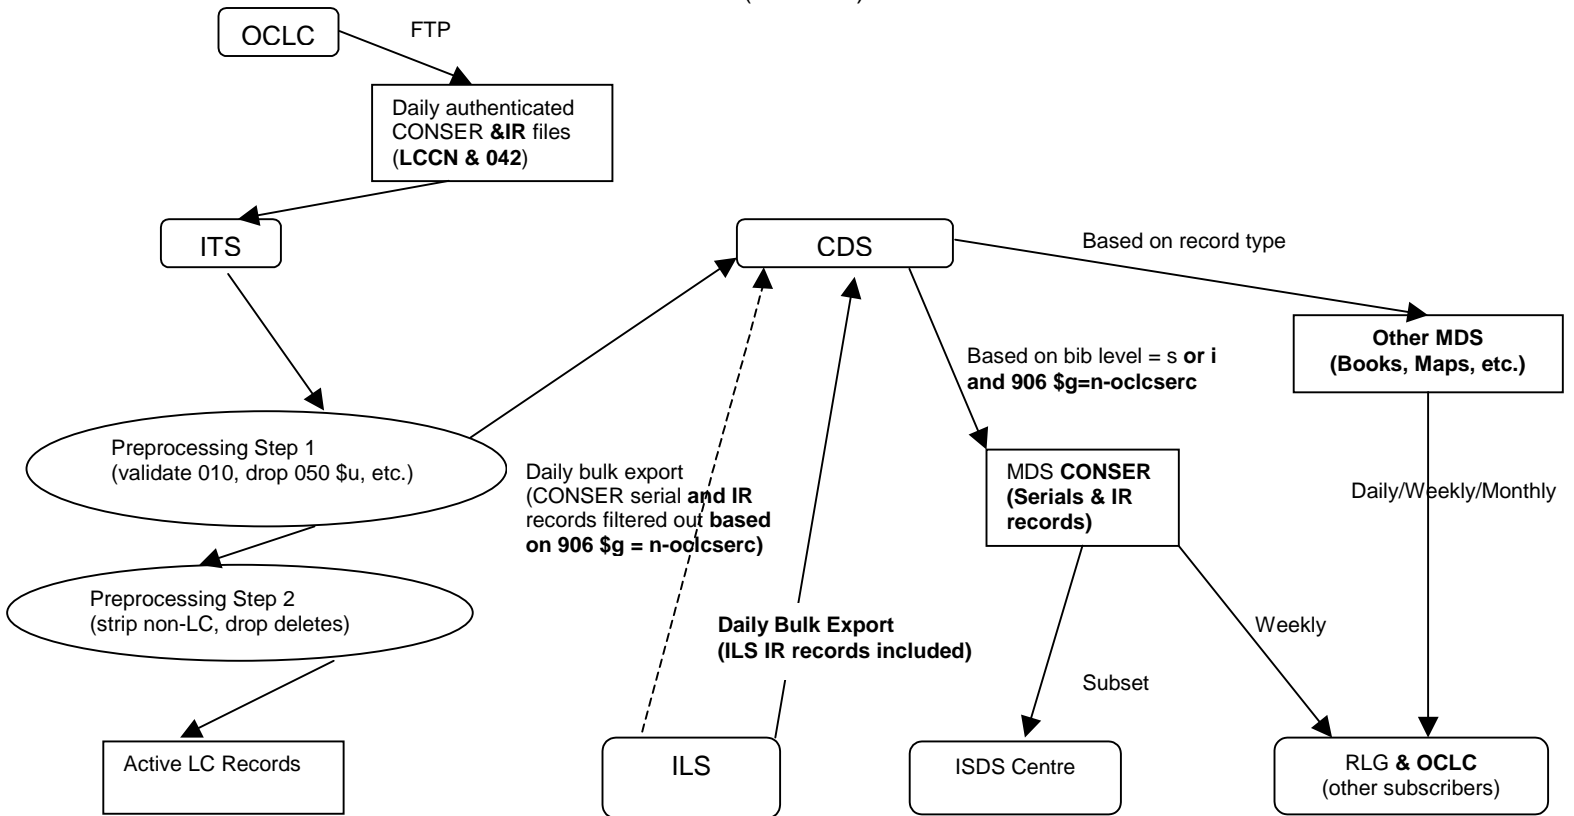 OCLC
FTP
Daily authenticated
CONSER &IR files
(LCCN & 042)
ITS
CDS
Based on record type
Other MDS
(Books, Maps, etc.)
Based on bib level = s or i
and 906 $g=n-oclcserc
Preprocessing Step 1
(validate 010, drop 050 $u, etc.)
Daily bulk export
(CONSER serial and IR
records filtered out based
on 906 $g = n-oclcserc)
MDS CONSER
(Serials & IR
records)
Daily/Weekly/Monthly
Preprocessing Step 2
(strip non-LC, drop deletes)
Daily Bulk Export
(ILS IR records included)
Weekly
Subset
Active LC Records
ILS
ISDS Centre
RLG & OCLC
(other subscribers)